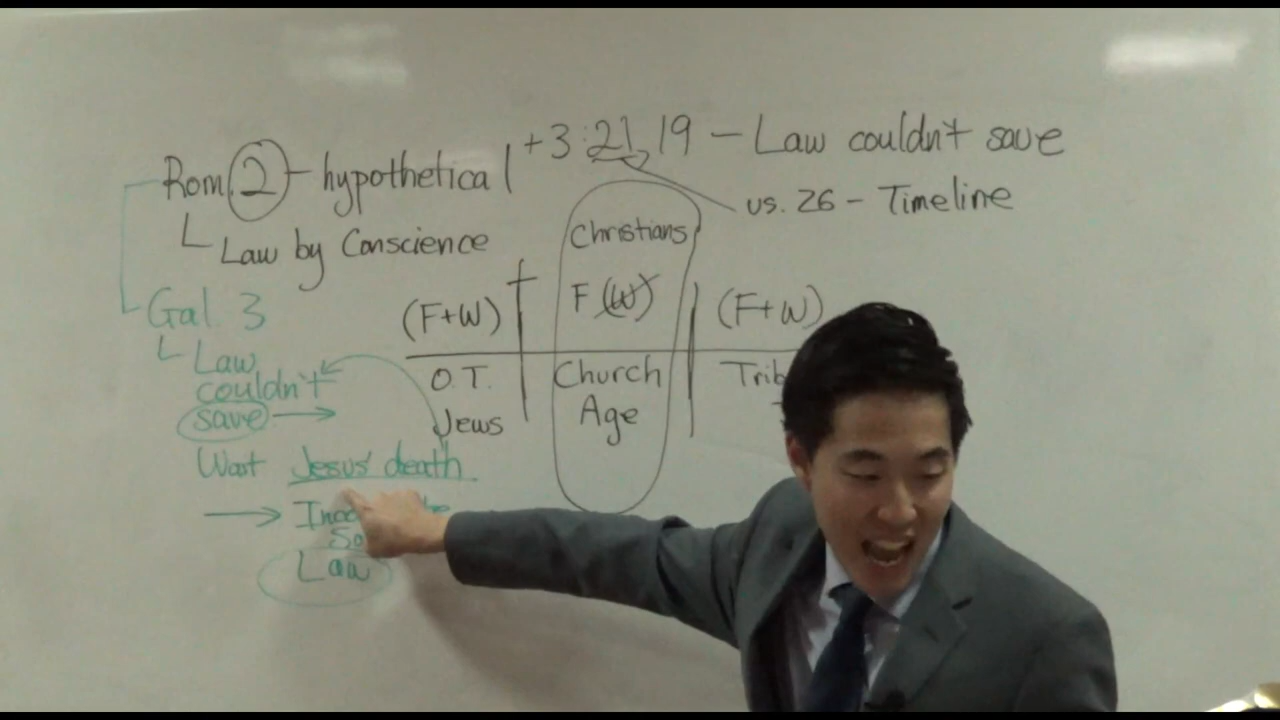 Rom. 2 - hypothetical
+ 3:21, 19 - Law couldn't save
vs. 26 - Timeline
Law by Conscience
Christians
(F+W)
F (W)
(F+W)
O.T.
Jews
Church
Age
Gal. 3
Law
couldn't
save
Wait Jesus' death
Law